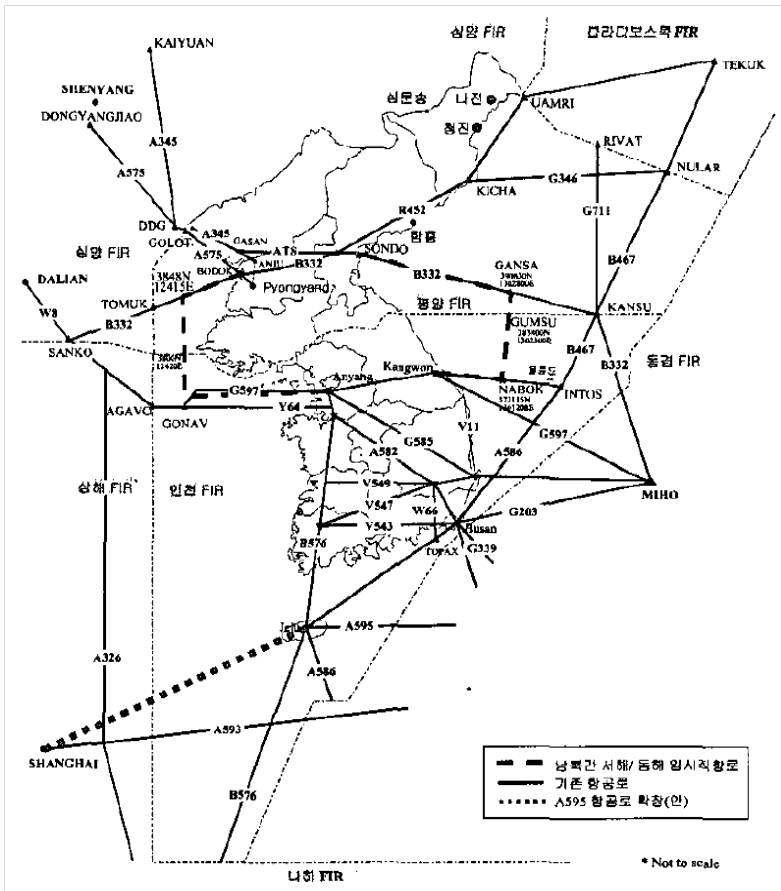 심양 FIR
블라디보스톡 FIR
KAIYUAN
TEKUK
SHENYANG
DONGYANGJIAO
나진
UAMRI
청진
A345
RIVAT
A575
NULAR
KICHA
G346
R452
G711
DDG
GOLOT
A345
함흥
GASAN
A575
ANJU
AT8
SONDO
심양 FIR
BODOK
B332
GANSA
B467
DALIAN
3848N
12415E
Pyongyang
B332
TOMUK
평양 FIR
KANSU
W8
B332
GUMSU
SANKO
B467
B332
동경 FIR
Kangwon
울릉도
G597
Anyang
NABOK
INTOS
AGAVO
GONAV
Y64
V11
G597
G585
A586
A582
상해 FIR
인천 FIR
V549
MIHO
V547
W66
G203
V543
Busan
B576
TOPAX
G339
Jeju
A595
A326
A586
A593
SHANGHAI
B576
남북간 서해/동해 임시직항로
기존 항공로
A595 항공로 확장(안)
나하 FIR
* Not to scale